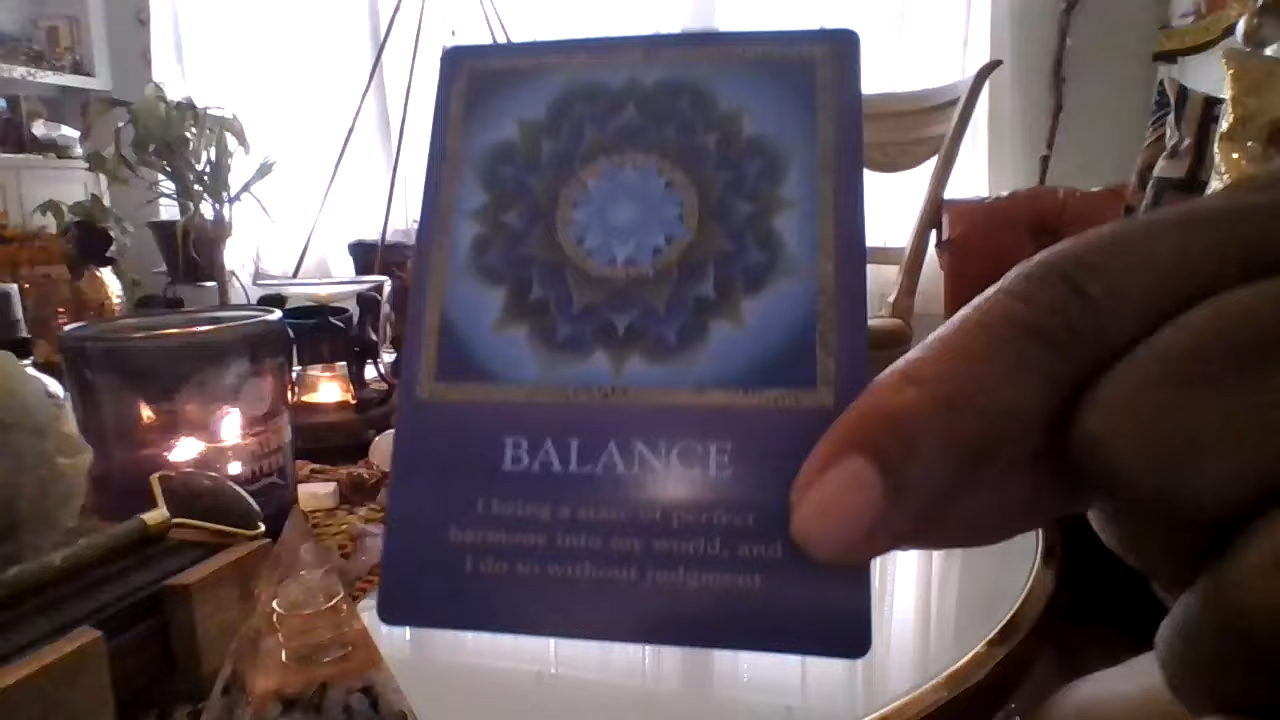 BALANCE
I bring a state of perfect
harmony into my world, and
I do so without judgment